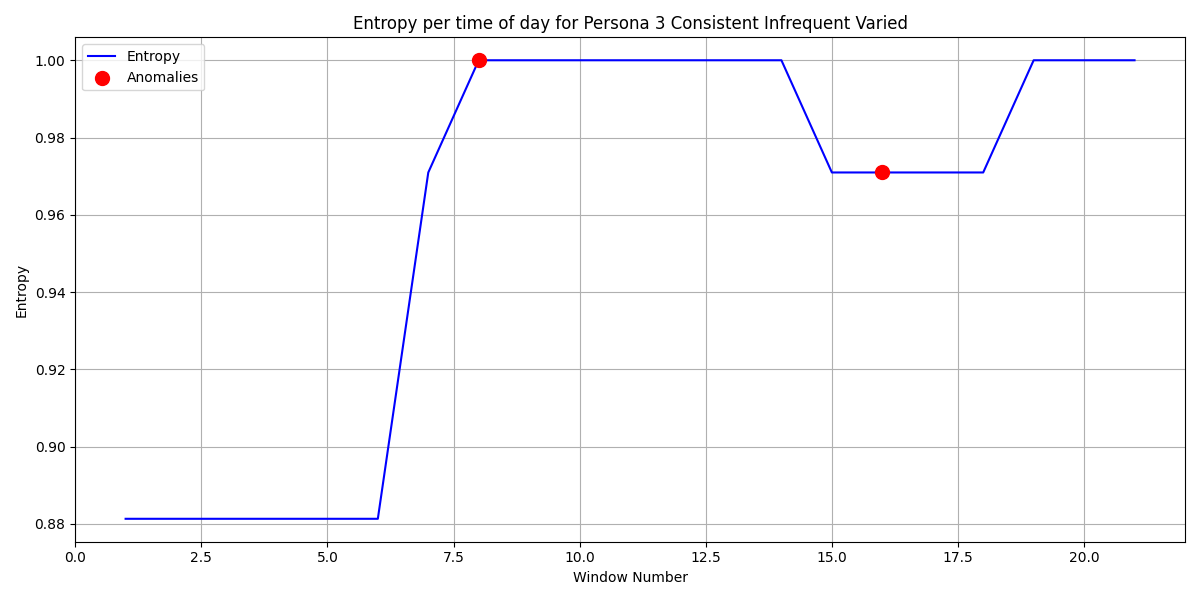 Entropy per time of day for Persona 3 Consistent Infrequent Varied
Entropy
Anomalies
1.00
0.98
0.96
0.94
0.92
0.90
0.88
Entropy
0.0 2.5 5.0 7.5 10.0 12.5 15.0 17.5 20.0
Window Number